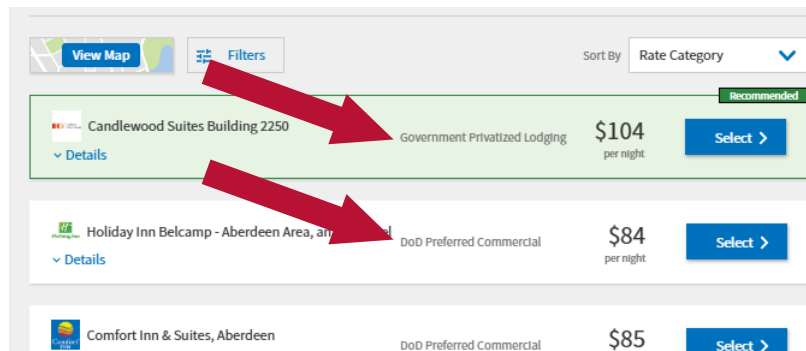 View Map
Filters
Sort By
Rate Category
Recommended
Candlewood Suites Building 2250
Government Privatized Lodging
$104
per night
Select
Details
Holiday Inn Belcamp - Aberdeen Area, an
DoD Preferred Commercial
$84
per night
Select
Details
Comfort Inn & Suites, Aberdeen
DoD Preferred Commercial
$85
Select